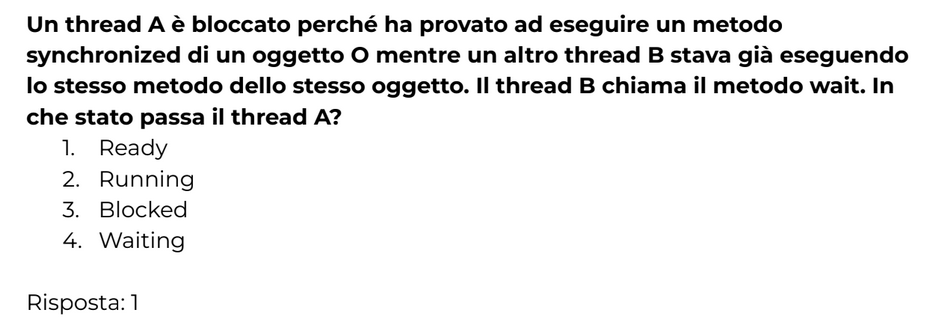 Un thread A è bloccato perché ha provato ad eseguire un metodo
synchronized di un oggetto O mentre un altro thread B stava già eseguendo
lo stesso metodo dello stesso oggetto. Il thread B chiama il metodo wait. In
che stato passa il thread A?
1. Ready
2. Running
3. Blocked
4. Waiting
Risposta: 1